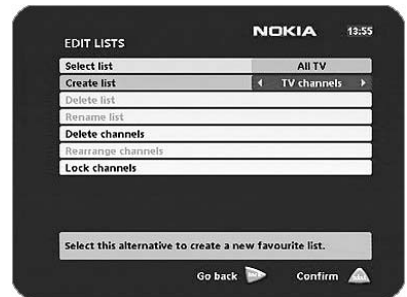 NOKIA 13:55
EDIT LISTS
Select list All TV
Create list TV channels
Delete list
Rename list
Delete channels
Rearrange channels
Lock channels
Select this alternative to create a new favourite list.
Go back Confirm